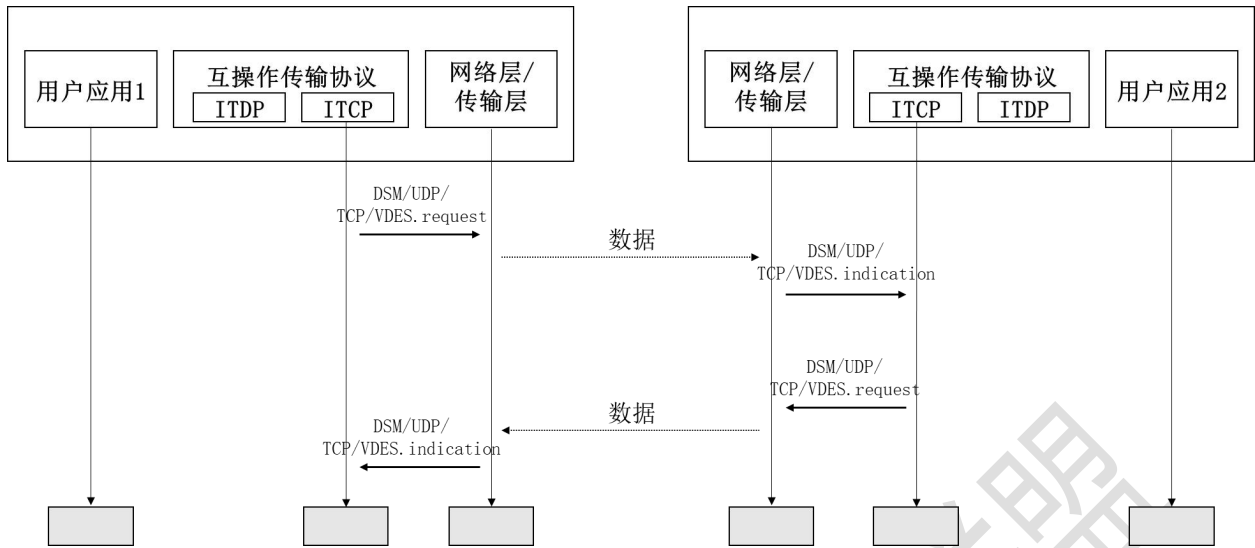 用户应用1
互操作传输协议
ITDP
ITCP
网络层/
传输层
网络层/
传输层
互操作传输协议
ITCP
ITDP
用户应用2
DSM/UDP/
TCP/VDES.request
数据
DSM/UDP/
TCP/VDES.indication
DSM/UDP/
TCP/VDES.request
数据
DSM/UDP/
TCP/VDES.indication